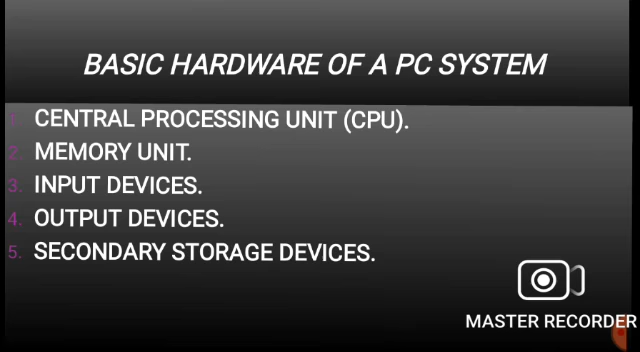 BASIC HARDWARE OF A PC SYSTEM
1. CENTRAL PROCESSING UNIT (CPU).
2. MEMORY UNIT.
3. INPUT DEVICES.
4. OUTPUT DEVICES.
5. SECONDARY STORAGE DEVICES.
MASTER RECORDER